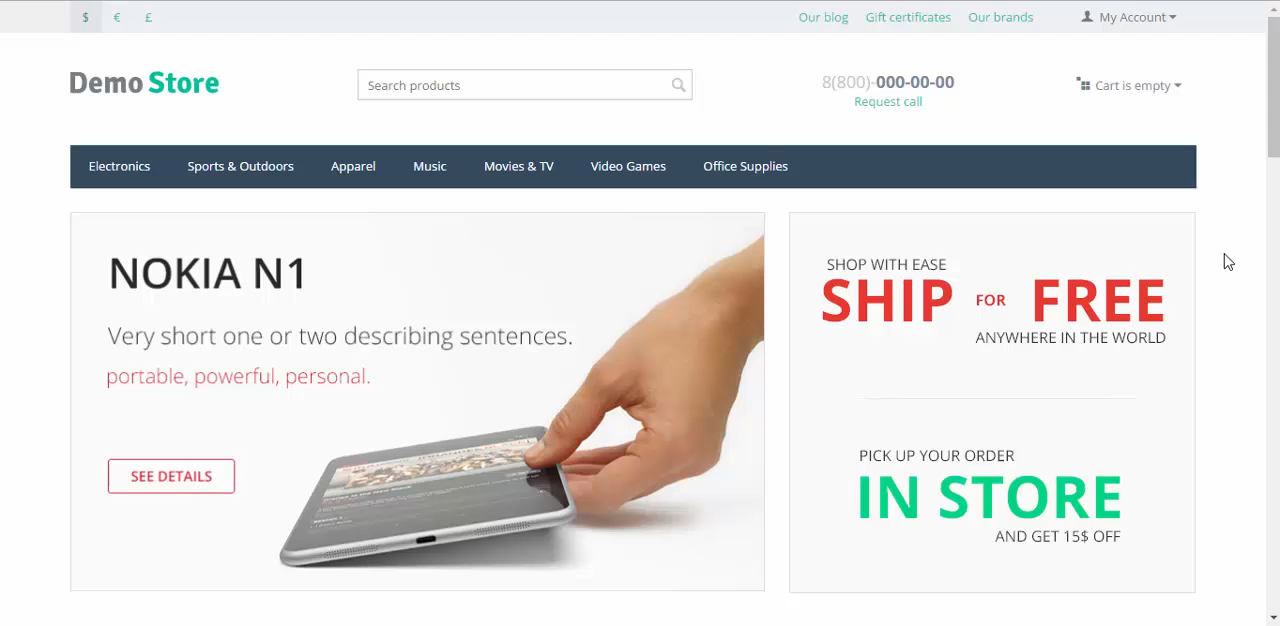 $ € £ Our blog Gift certificates Our brands My Account
Demo Store Search products 8(800)-000-00-00 Cart is empty
Request call
Electronics Sports & Outdoors Apparel Music Movies & TV Video Games Office Supplies
NOKIA N1
Very short one or two describing sentences.
portable, powerful, personal.
SEE DETAILS
SHOP WITH EASE
SHIP FOR FREE
ANYWHERE IN THE WORLD
PICK UP YOUR ORDER
IN STORE
AND GET 15$ OFF